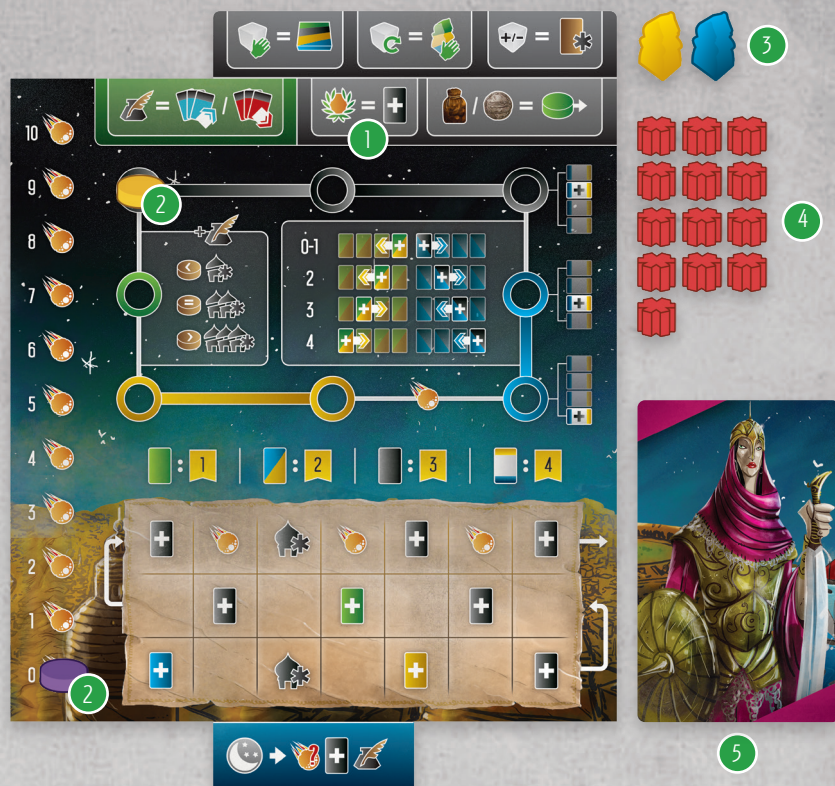 = = +/- =
= / = + / =
1 3
10
9 2
8 +
0-1 + +
4
7 < 2 + +
= 3 + +
6 > 4 + +
5
4 : 1 : 2 : 3 : 4
3
+ + +
2
+ + +
1
+ + +
0 2
5
? +